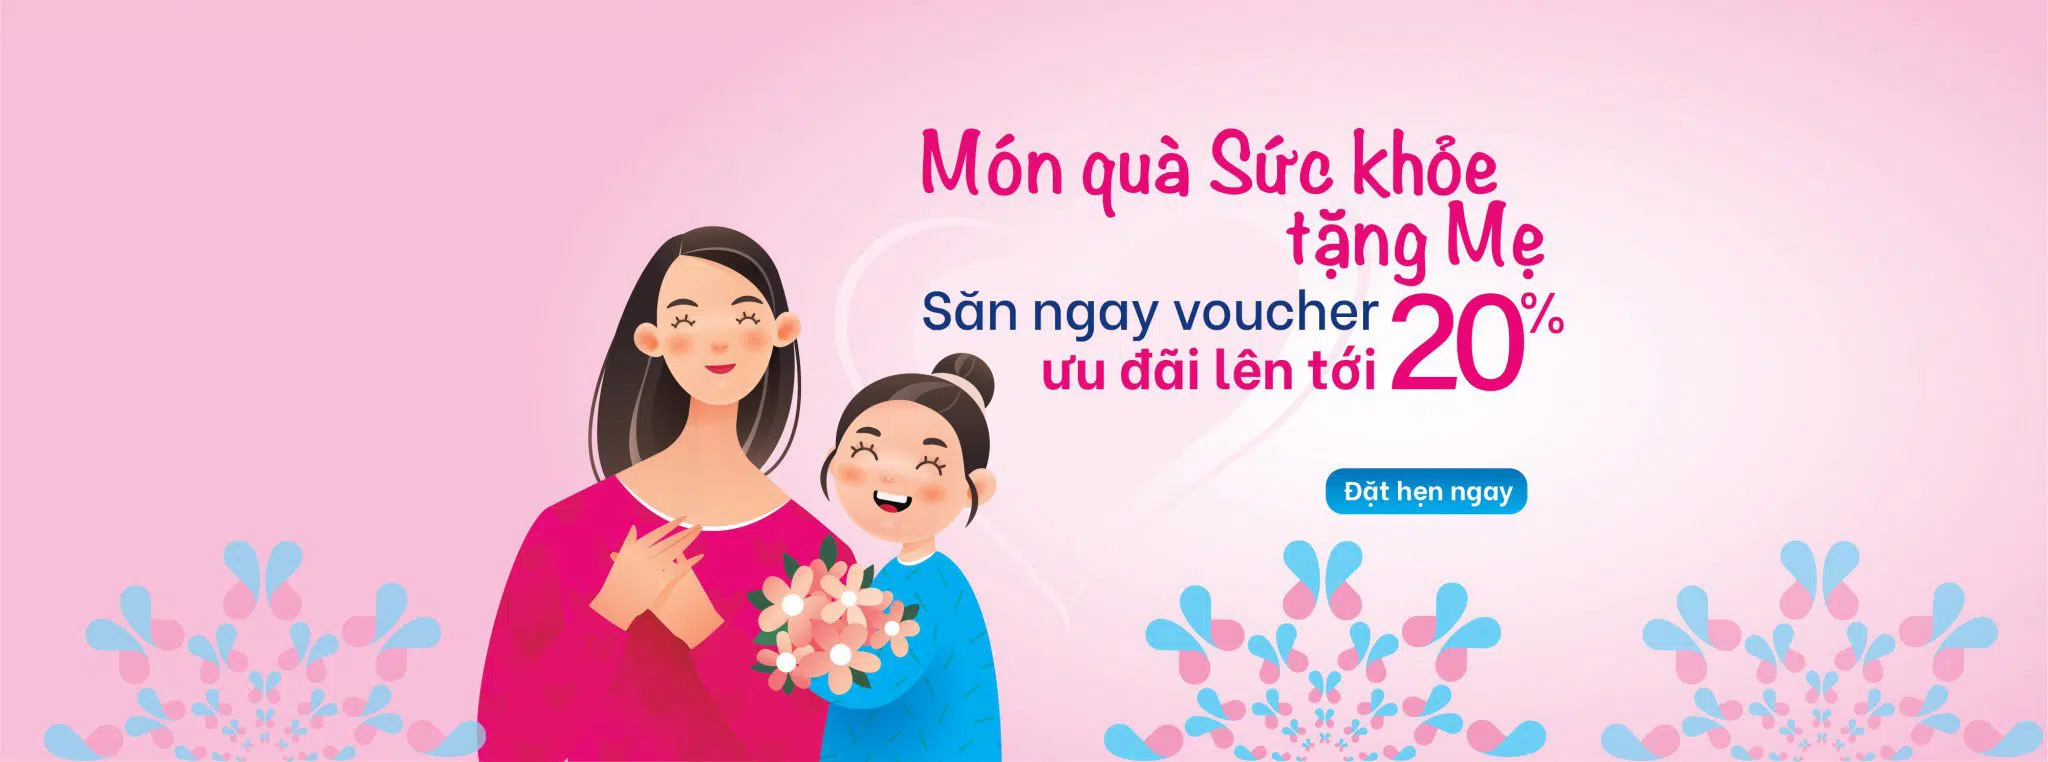 Món quà Sức khỏe
tặng Mẹ
Săn ngay voucher
ưu đãi lên tới 20%
Đặt hẹn ngay